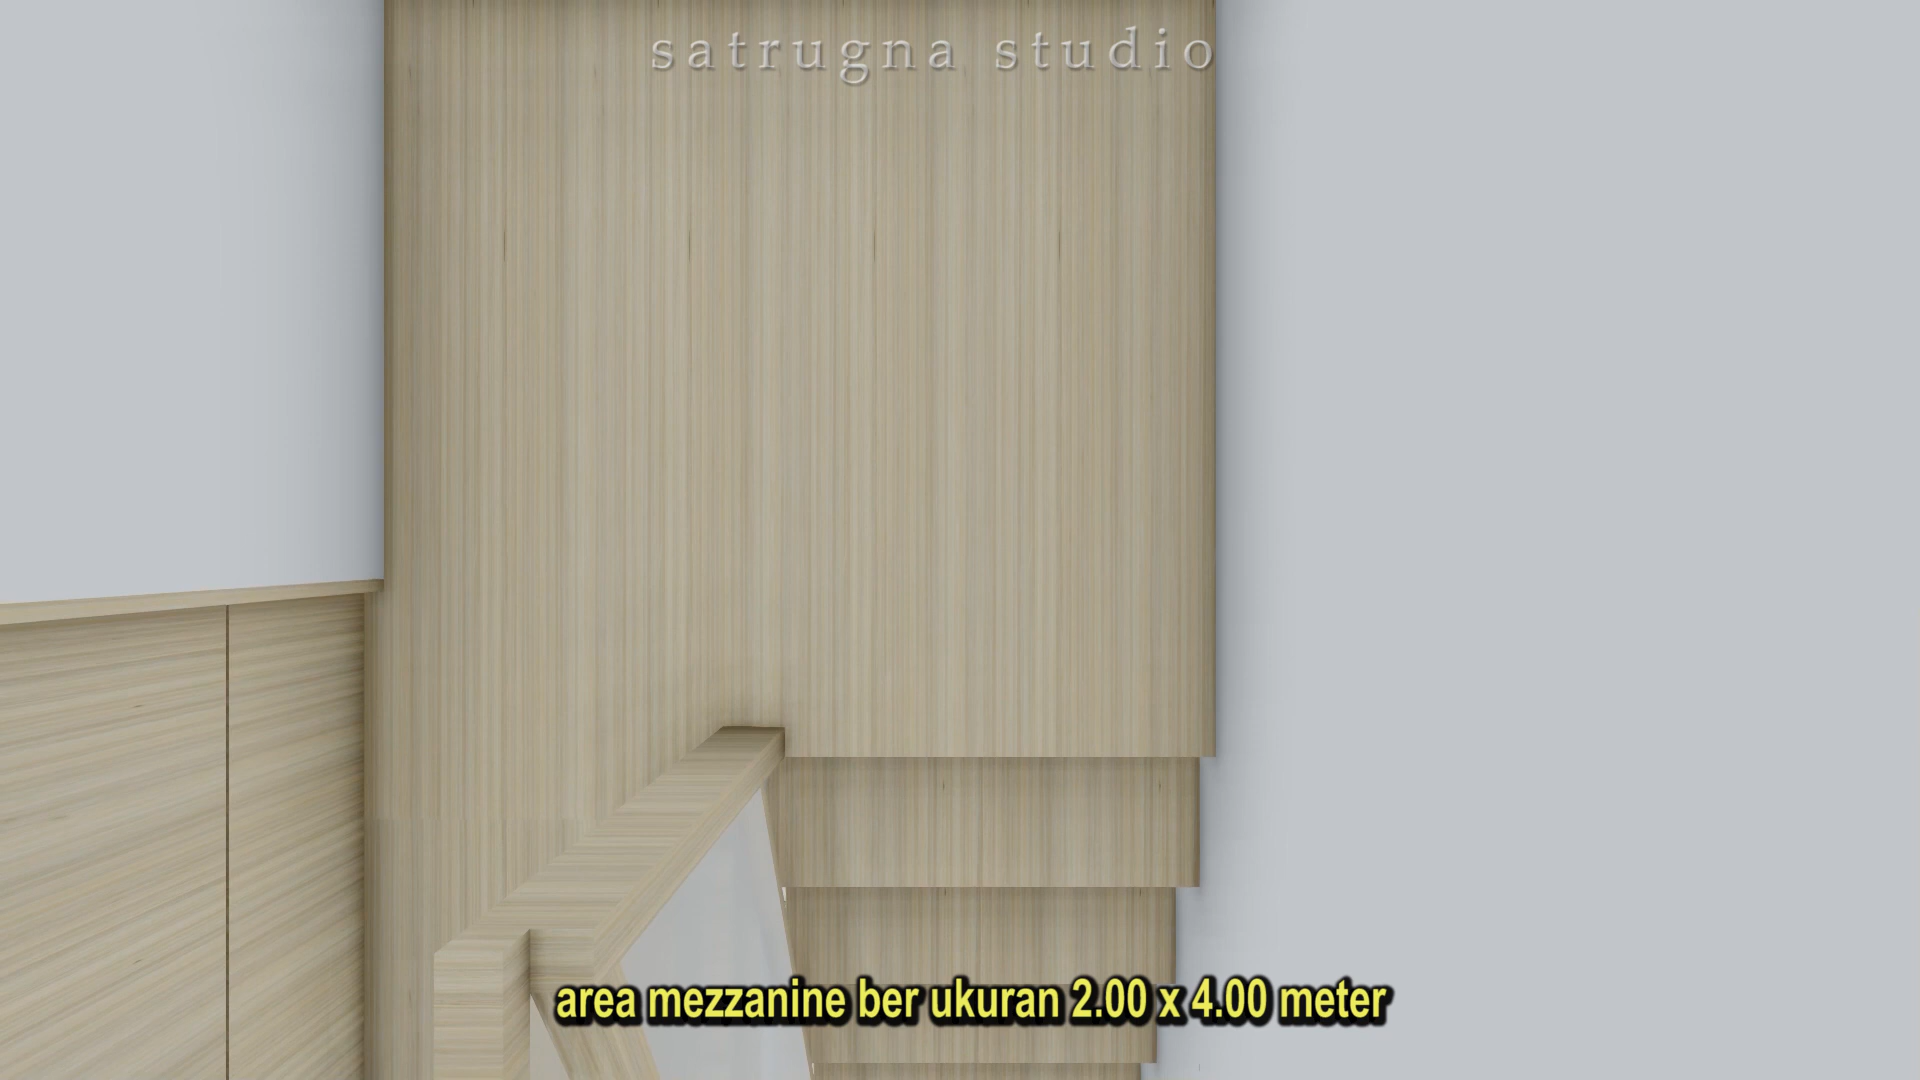 satrugna studio
area mezzanine ber ukuran 2.00 x 4.00 meter